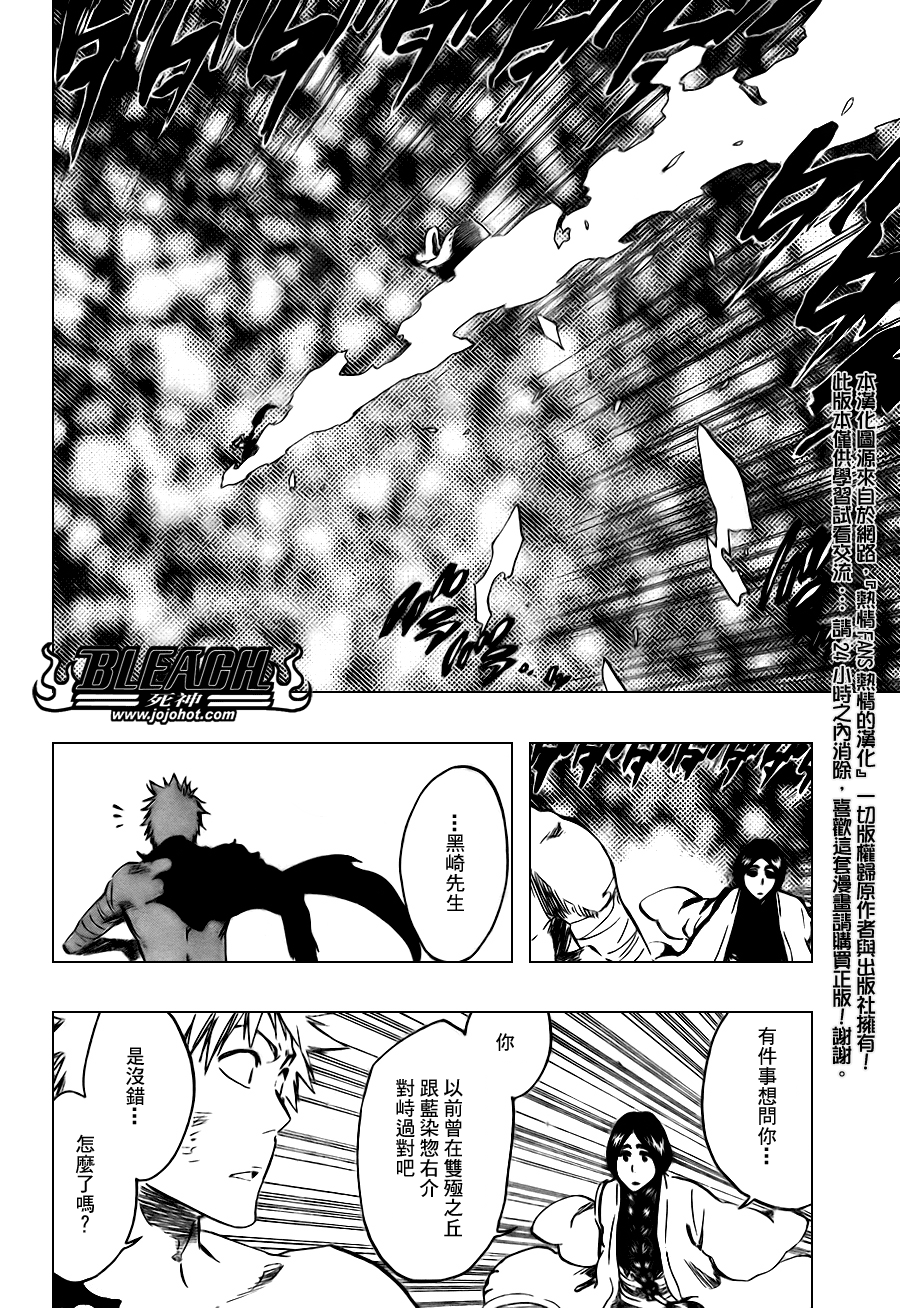 本漢化圖源來自於網路。『熱情FANS熱情的漢化』一切版權歸原作者與出版社擁有!
此版本僅供學習試看交流……請24小時之內消除，喜歡這套漫畫請購買正版!謝謝。
BLEACH
死神
www.jojohot.com
…黑崎先生
有件事想問你…
你
以前曾在雙殛之丘
跟藍染惣右介
對峙過對吧
是沒錯…
怎麼了嗎?